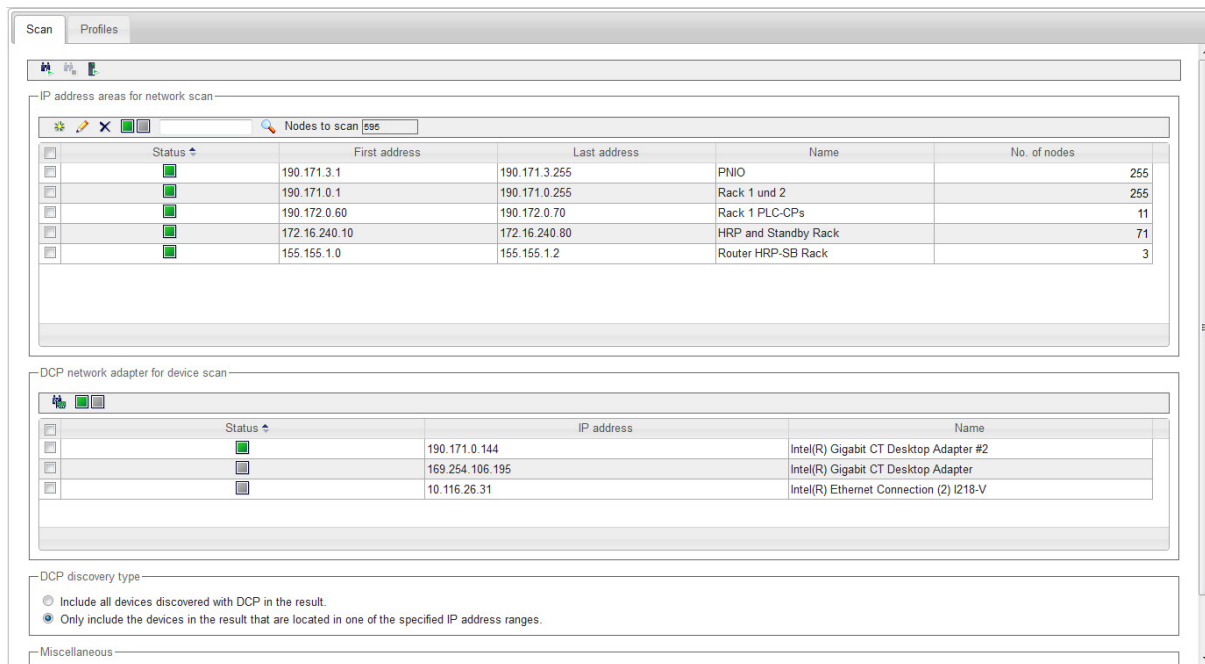 Scan Profiles
IP address areas for network scan
Nodes to scan 595
Status First address Last address Name No. of nodes
190.171.3.1 190.171.3.255 PNIO 255
190.171.0.1 190.171.0.255 Rack 1 und 2 255
190.172.0.60 190.172.0.70 Rack 1 PLC-CPs 11
172.16.240.10 172.16.240.80 HRP and Standby Rack 71
155.155.1.0 155.155.1.2 Router HRP-SB Rack 3
DCP network adapter for device scan
Status IP address Name
190.171.0.144 Intel(R) Gigabit CT Desktop Adapter #2
169.254.106.195 Intel(R) Gigabit CT Desktop Adapter
10.116.26.31 Intel(R) Ethernet Connection (2) I218-V
DCP discovery type
Include all devices discovered with DCP in the result.
Only include the devices in the result that are located in one of the specified IP address ranges.
Miscellaneous